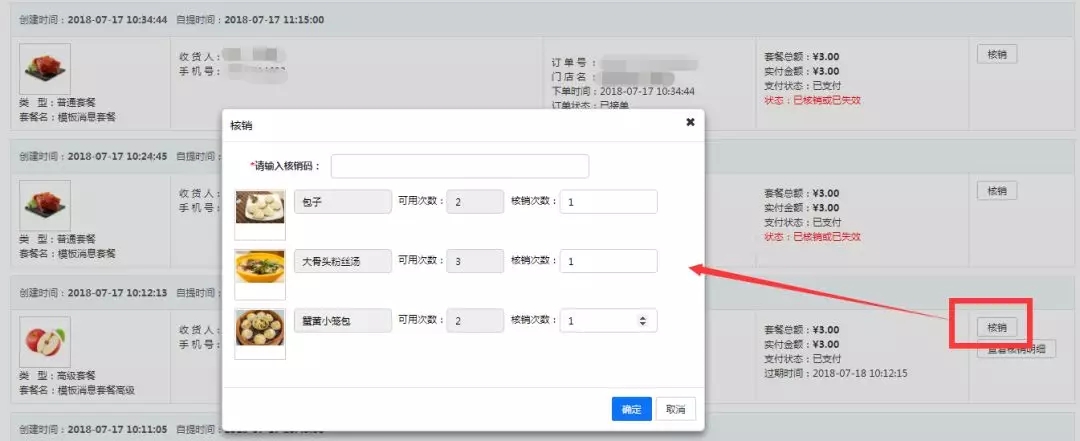 创建时间：2018-07-17 10:34:44 自提时间：2018-07-17 11:15:00
收 货 人：
手 机 号：
类 型：普通套餐
套餐名：模板消息套餐
订 单 号：
门 店 名：
下单时间：2018-07-17 10:34:44
订单状态：已接单
套餐总额：¥3.00
实付金额：¥3.00
支付状态：已支付
状态：已核销或已失效
核销
创建时间：2018-07-17 10:24:45 自提时间：
收 货 人：
手 机 号：
类 型：普通套餐
套餐名：模板消息套餐
套餐总额：¥3.00
实付金额：¥3.00
支付状态：已支付
状态：已核销或已失效
核销
创建时间：2018-07-17 10:12:13 自提时间：
收 货 人：
手 机 号：
类 型：高级套餐
套餐名：模板消息套餐高级
套餐总额：¥3.00
实付金额：¥3.00
支付状态：已支付
过期时间：2018-07-18 10:12:15
核销
查看核销明细
创建时间：2018-07-17 10:11:05 自提时间：
核销
*请输入核销码：
包子 可用次数： 2 核销次数： 1
大骨头粉丝汤 可用次数： 3 核销次数： 1
蟹黄小笼包 可用次数： 2 核销次数： 1
确定 取消